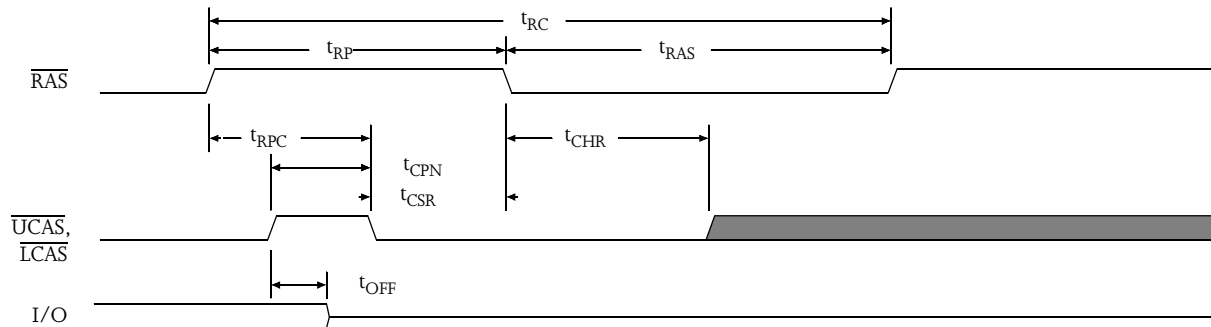 tRC
tRP
tRAS
RAS
tRPC
tCHR
tCPN
tCSR
UCAS,
LCAS
tOFF
I/O